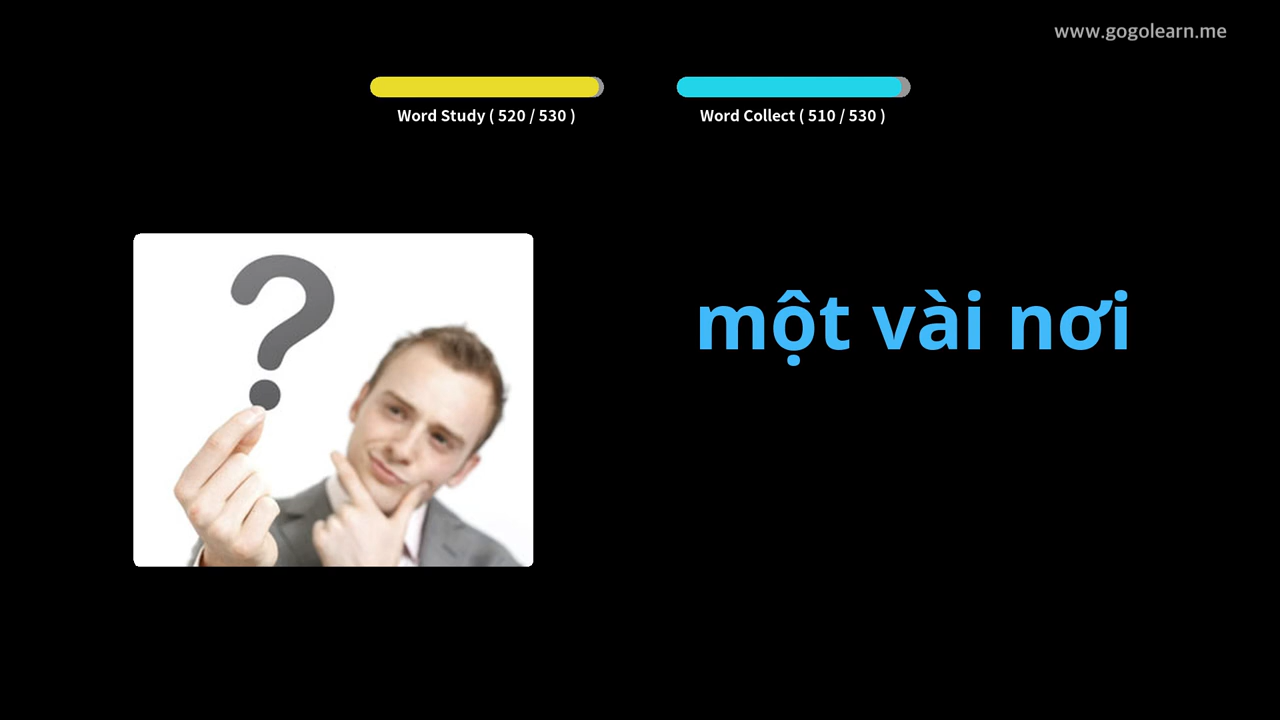 www.gogolearn.me
Word Study ( 520 / 530 )
Word Collect ( 510 / 530 )
?
một vài nơi